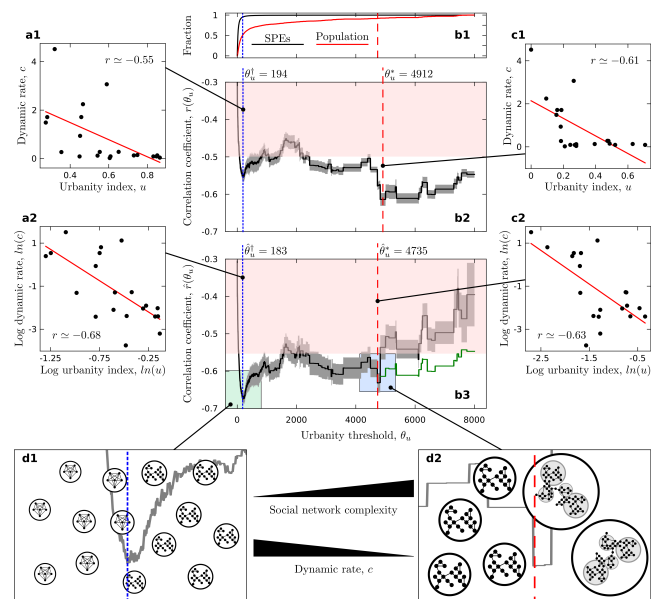 a1
r ≃ −0.55
Dynamic rate, c
4
2
0
0.4 0.6 0.8
Urbanity index, u
Fraction
1.0
0.5
0.0
SPEs
Population
b1
c1
r ≃ −0.61
Dynamic rate, c
4
2
0
0.0 0.2 0.4 0.6
Urbanity index, u
Correlation coefficient, r(θu)
-0.3
-0.4
-0.5
-0.6
-0.7
θu† = 194
θu* = 4912
b2
a2
r ≃ −0.68
Log dynamic rate, ln(c)
1
-1
-3
-1.25 -0.75 -0.25
Log urbanity index, ln(u)
Correlation coefficient, r̂(θu)
-0.3
-0.4
-0.5
-0.6
-0.7
θ̂u† = 183
θ̂u* = 4735
b3
0 2000 4000 6000 8000
Urbanity threshold, θu
c2
r ≃ −0.63
Log dynamic rate, ln(c)
1
-1
-3
-2.5 -1.5 -0.5
Log urbanity index, ln(u)
d1
Social network complexity
Dynamic rate, c
d2